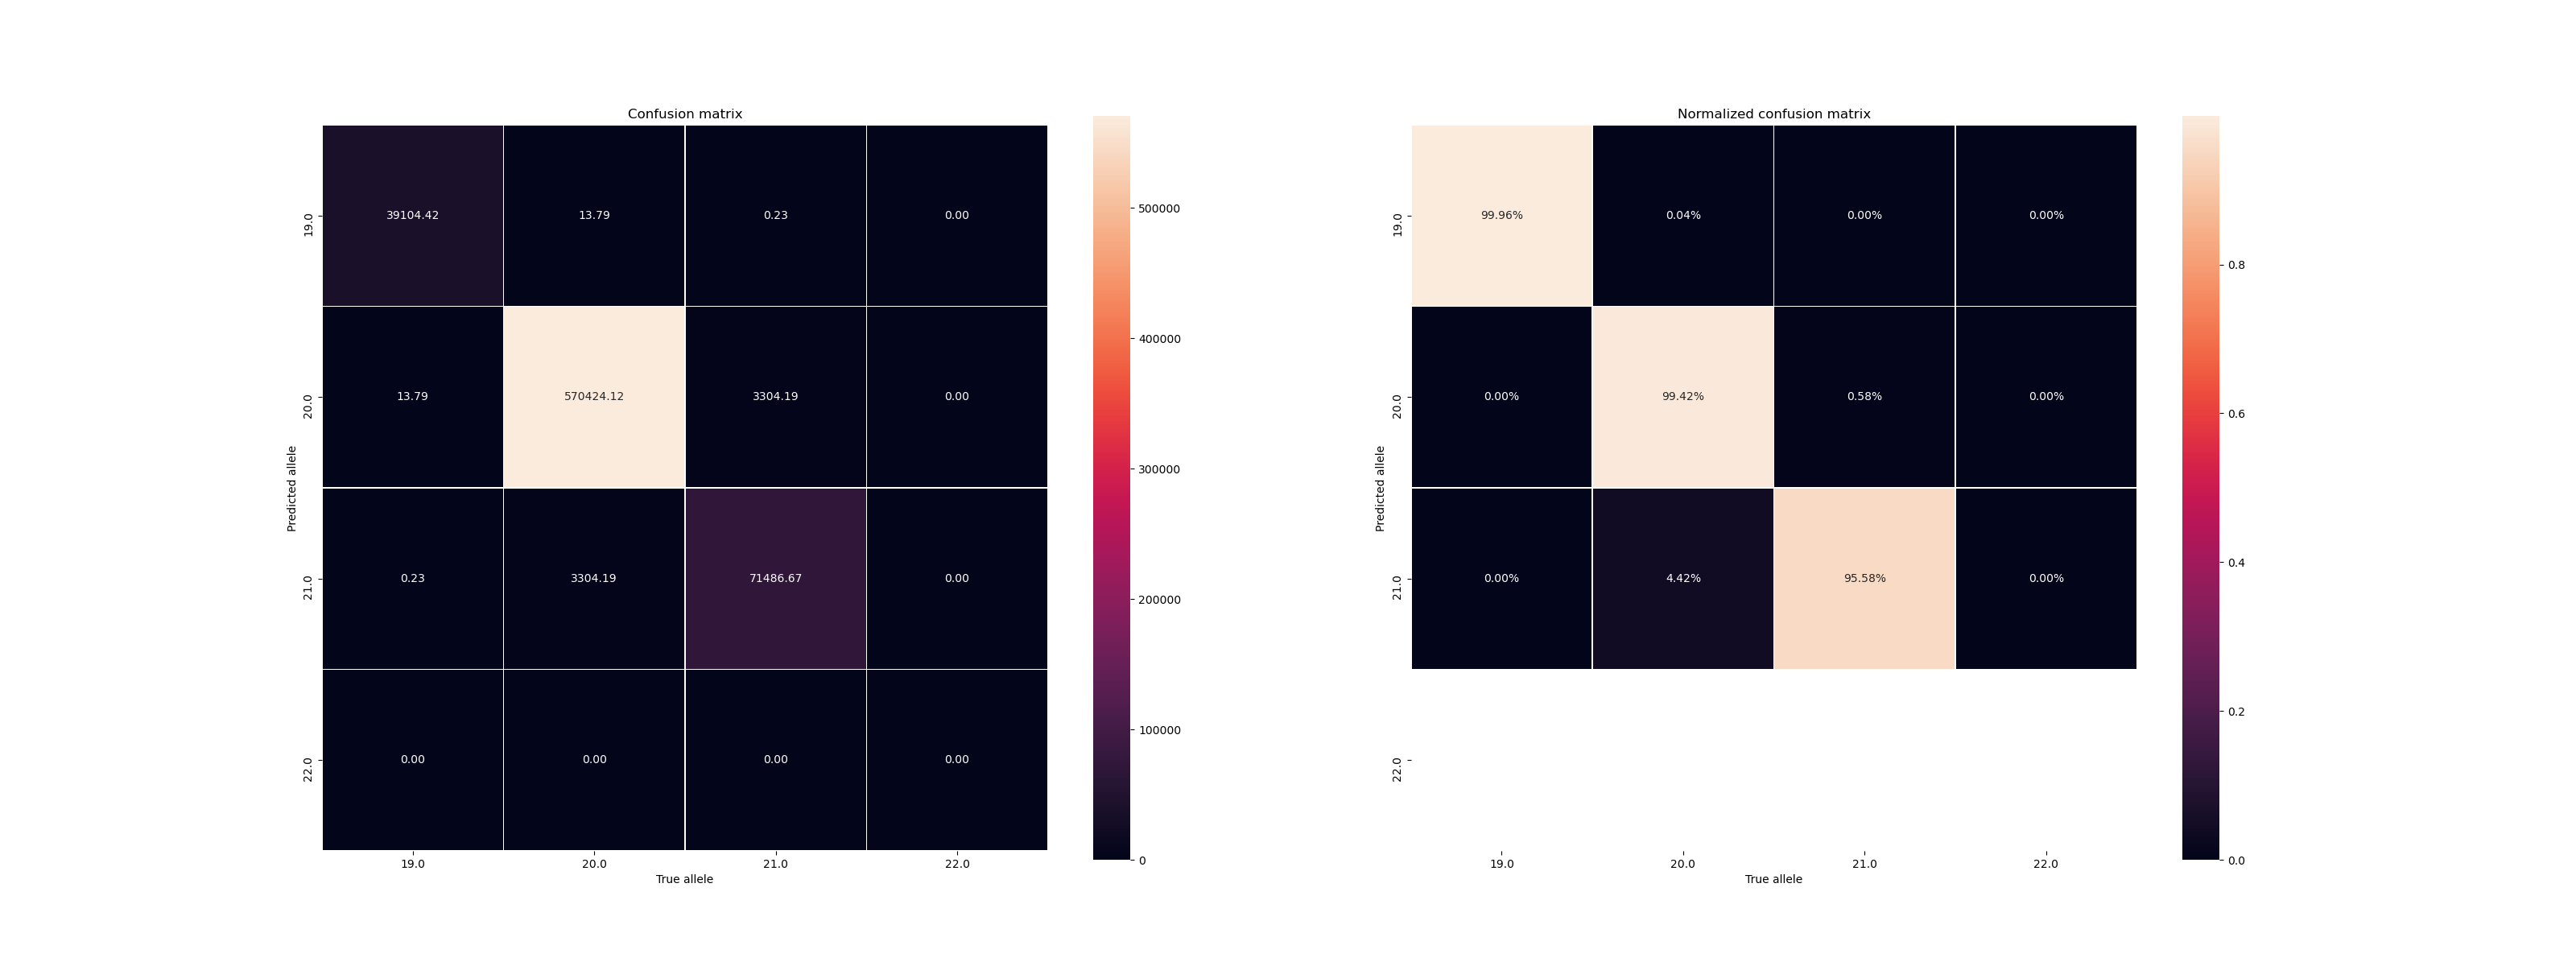 Confusion matrix
19.0 39104.42 13.79 0.23 0.00
20.0 13.79 570424.12 3304.19 0.00
21.0 0.23 3304.19 71486.67 0.00
22.0 0.00 0.00 0.00 0.00
Predicted allele
19.0 20.0 21.0 22.0
True allele
500000
400000
300000
200000
100000
0
Normalized confusion matrix
19.0 99.96% 0.04% 0.00% 0.00%
20.0 0.00% 99.42% 0.58% 0.00%
21.0 0.00% 4.42% 95.58% 0.00%
22.0
Predicted allele
19.0 20.0 21.0 22.0
True allele
0.8
0.6
0.4
0.2
0.0